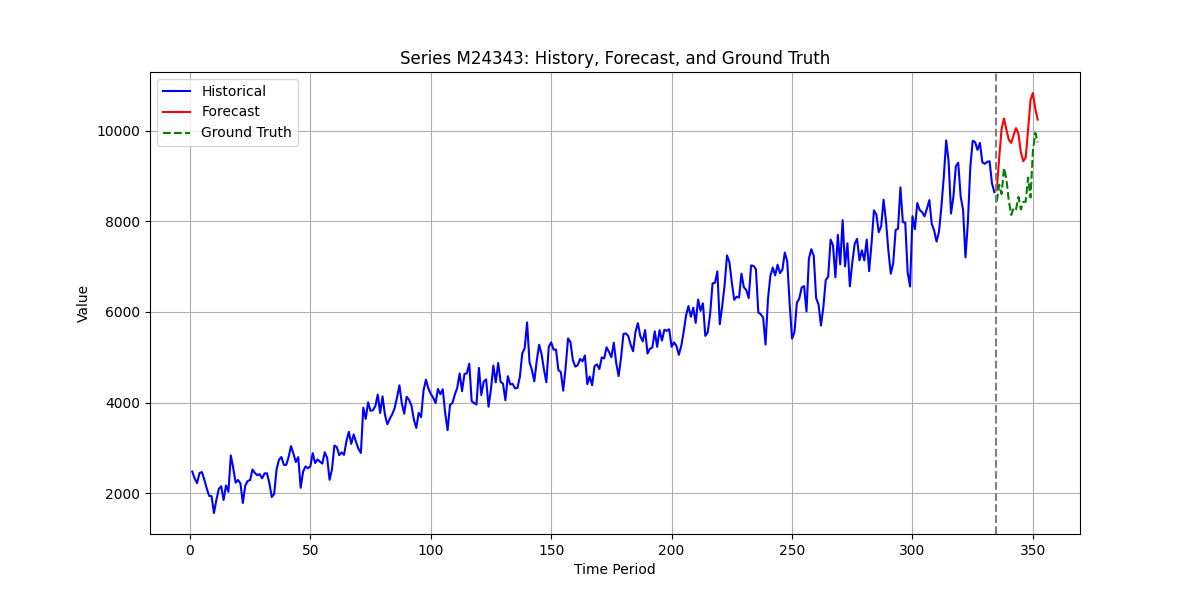 Series M24343: History, Forecast, and Ground Truth
Historical
Forecast
Ground Truth
10000
8000
6000
4000
2000
Value
0 50 100 150 200 250 300 350
Time Period